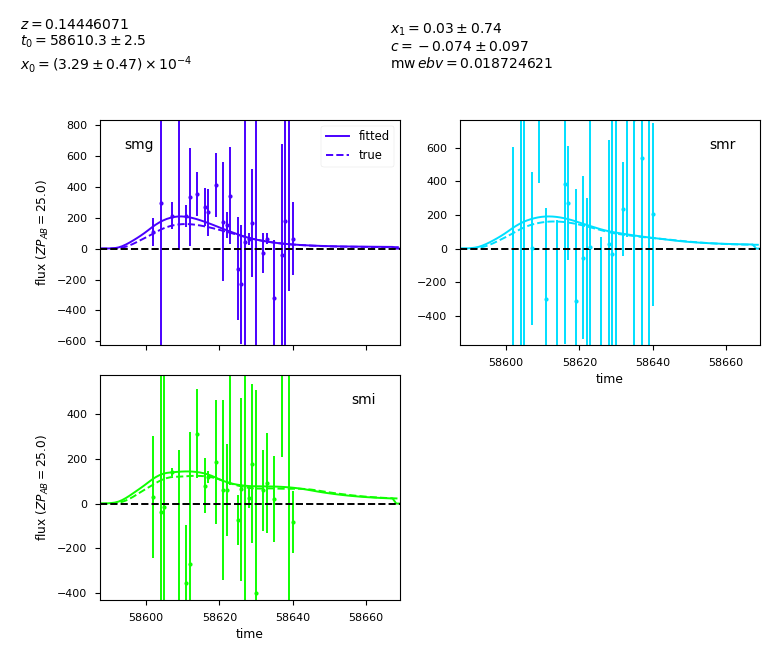 z = 0.14446071
t₀ = 58610.3 ± 2.5
x₀ = (3.29 ± 0.47) × 10⁻⁴
x₁ = 0.03 ± 0.74
c = −0.074 ± 0.097
mw ebv = 0.018724621
smg
fitted
true
800
600
400
200
0
−200
−400
−600
flux (ZP_AB = 25.0)
smr
600
400
200
0
−200
−400
58600 58620 58640 58660
time
smi
400
200
0
−200
−400
flux (ZP_AB = 25.0)
58600 58620 58640 58660
time